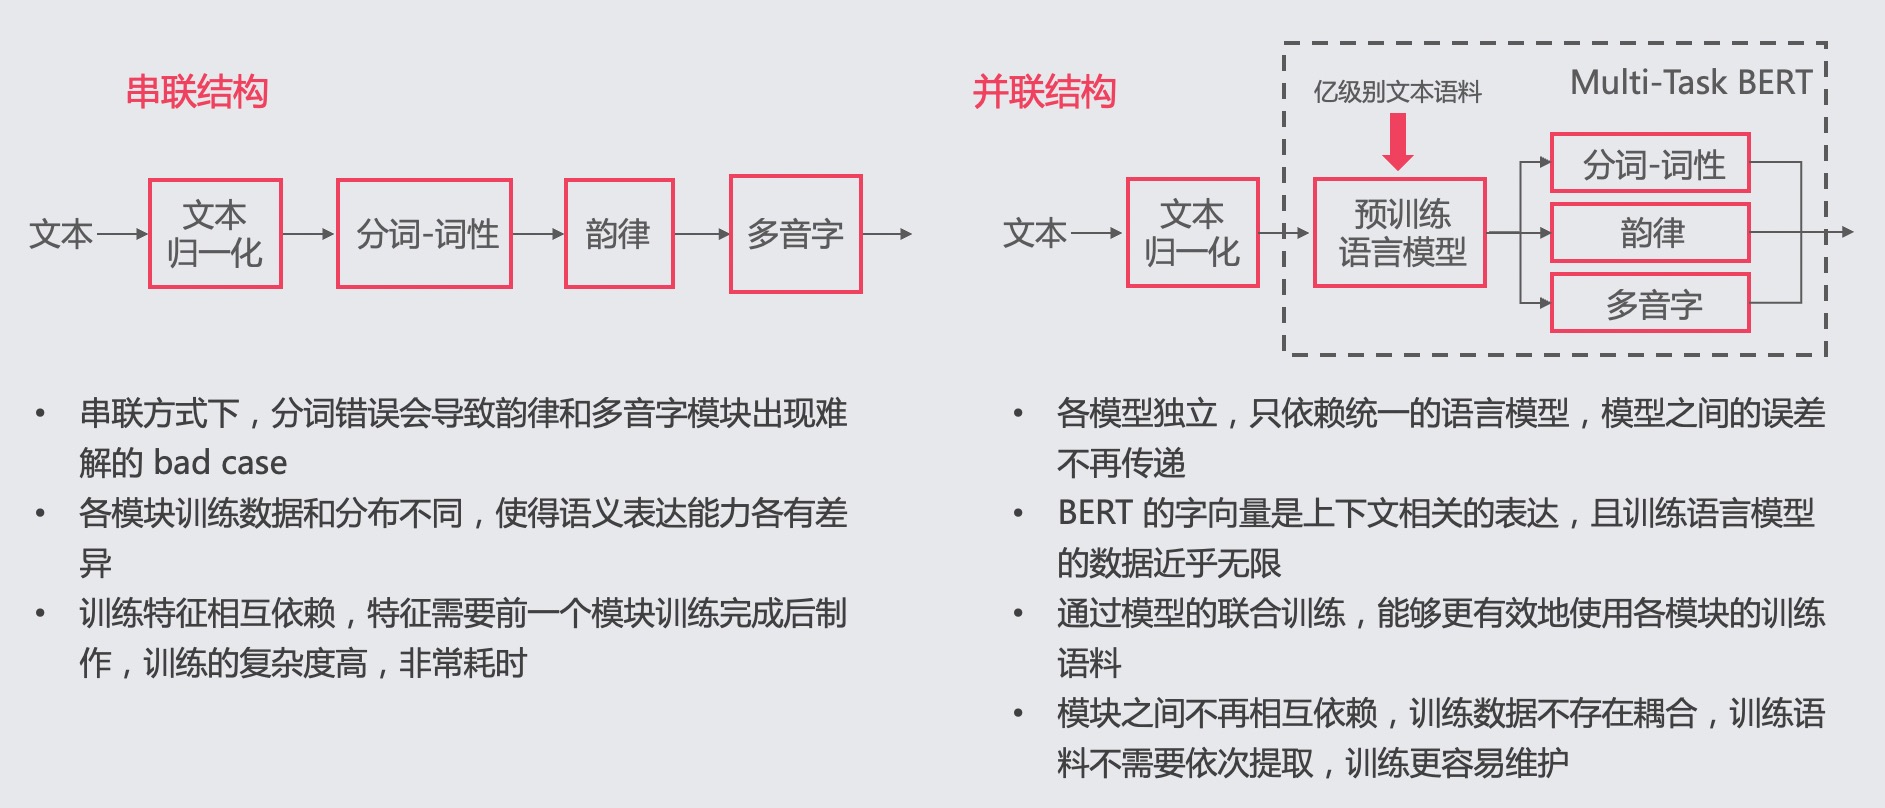 串联结构
文本
文本
归一化
分词-词性
韵律
多音字
串联方式下，分词错误会导致韵律和多音字模块出现难
解的 bad case
各模块训练数据和分布不同，使得语义表达能力各有差
异
训练特征相互依赖，特征需要前一个模块训练完成后制
作，训练的复杂度高，非常耗时
并联结构
亿级别文本语料
Multi-Task BERT
文本
文本
归一化
预训练
语言模型
分词-词性
韵律
多音字
各模型独立，只依赖统一的语言模型，模型之间的误差
不再传递
BERT 的字向量是上下文相关的表达，且训练语言模型
的数据近乎无限
通过模型的联合训练，能够更有效地使用各模块的训练
语料
模块之间不再相互依赖，训练数据不存在耦合，训练语
料不需要依次提取，训练更容易维护